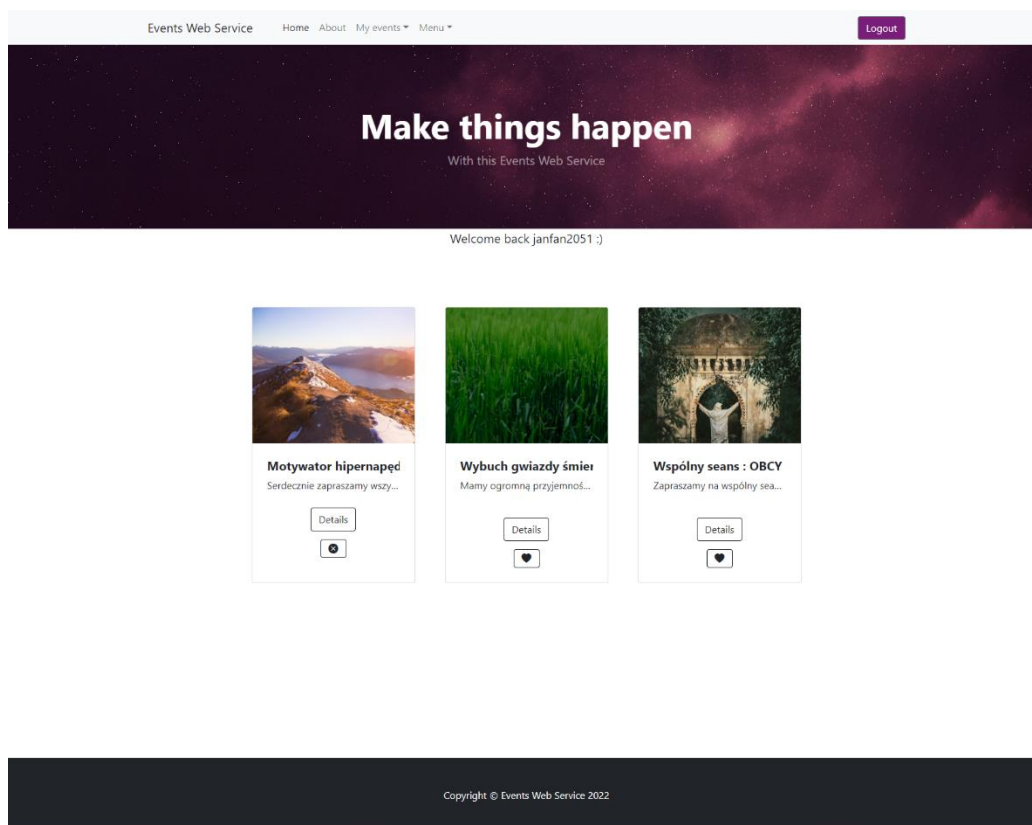 Events Web Service Home About My events Menu Logout
Make things happen
With this Events Web Service
Welcome back janfan2051 :)
Motywator hipernapęd
Serdecznie zapraszamy wszy...
Details
Wybuch gwiazdy śmier
Mamy ogromną przyjemnoś...
Details
Wspólny seans : OBCY
Zapraszamy na wspólny sea...
Details
Copyright © Events Web Service 2022